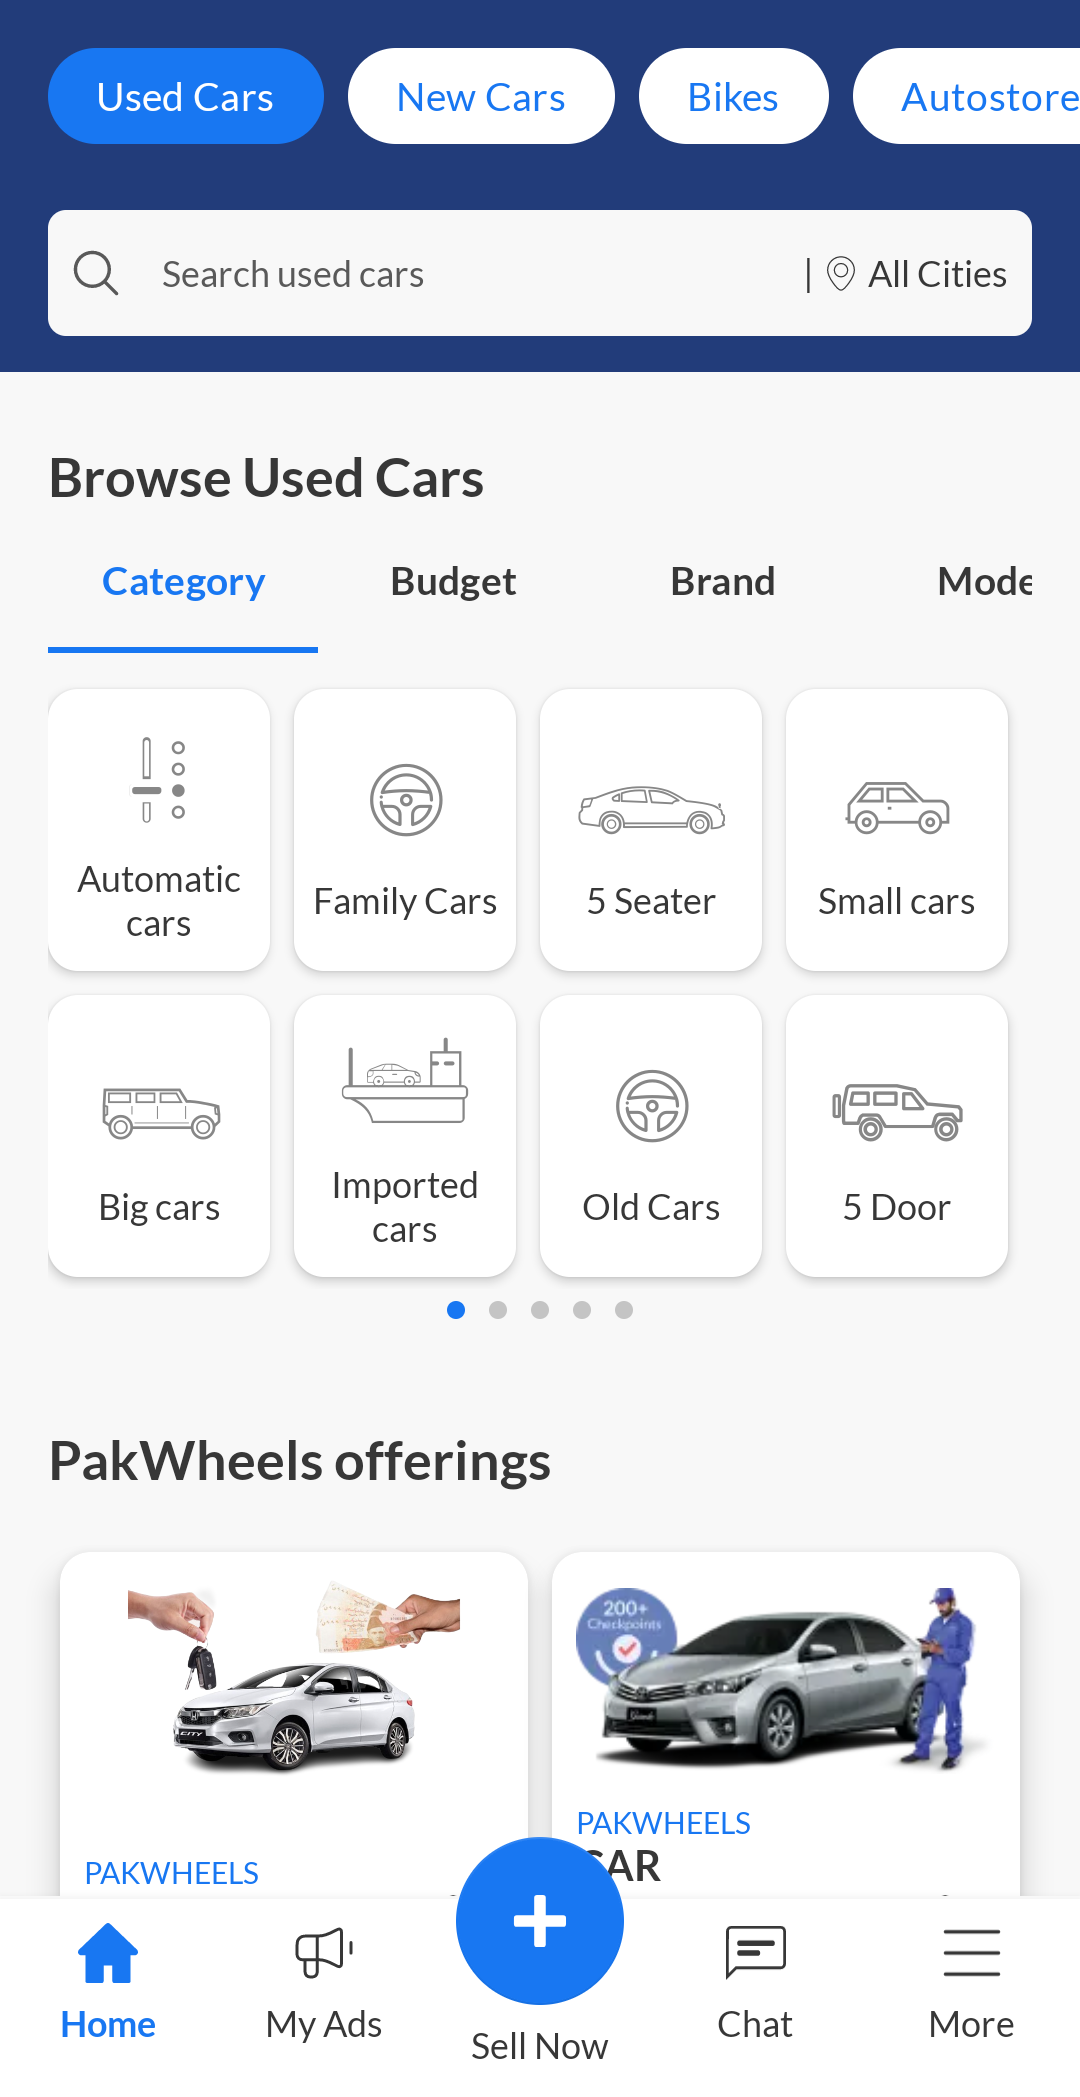 Used Cars
New Cars
Bikes
Autostore
Search used cars
| All Cities
Browse Used Cars
Category
Budget
Brand
Mode
Automatic
cars
Family Cars
5 Seater
Small cars
Big cars
Imported
cars
Old Cars
5 Door
PakWheels offerings
CITY
PAKWHEELS
200+
Checkpoints
PAKWHEELS
CAR
Home
My Ads
Sell Now
Chat
More